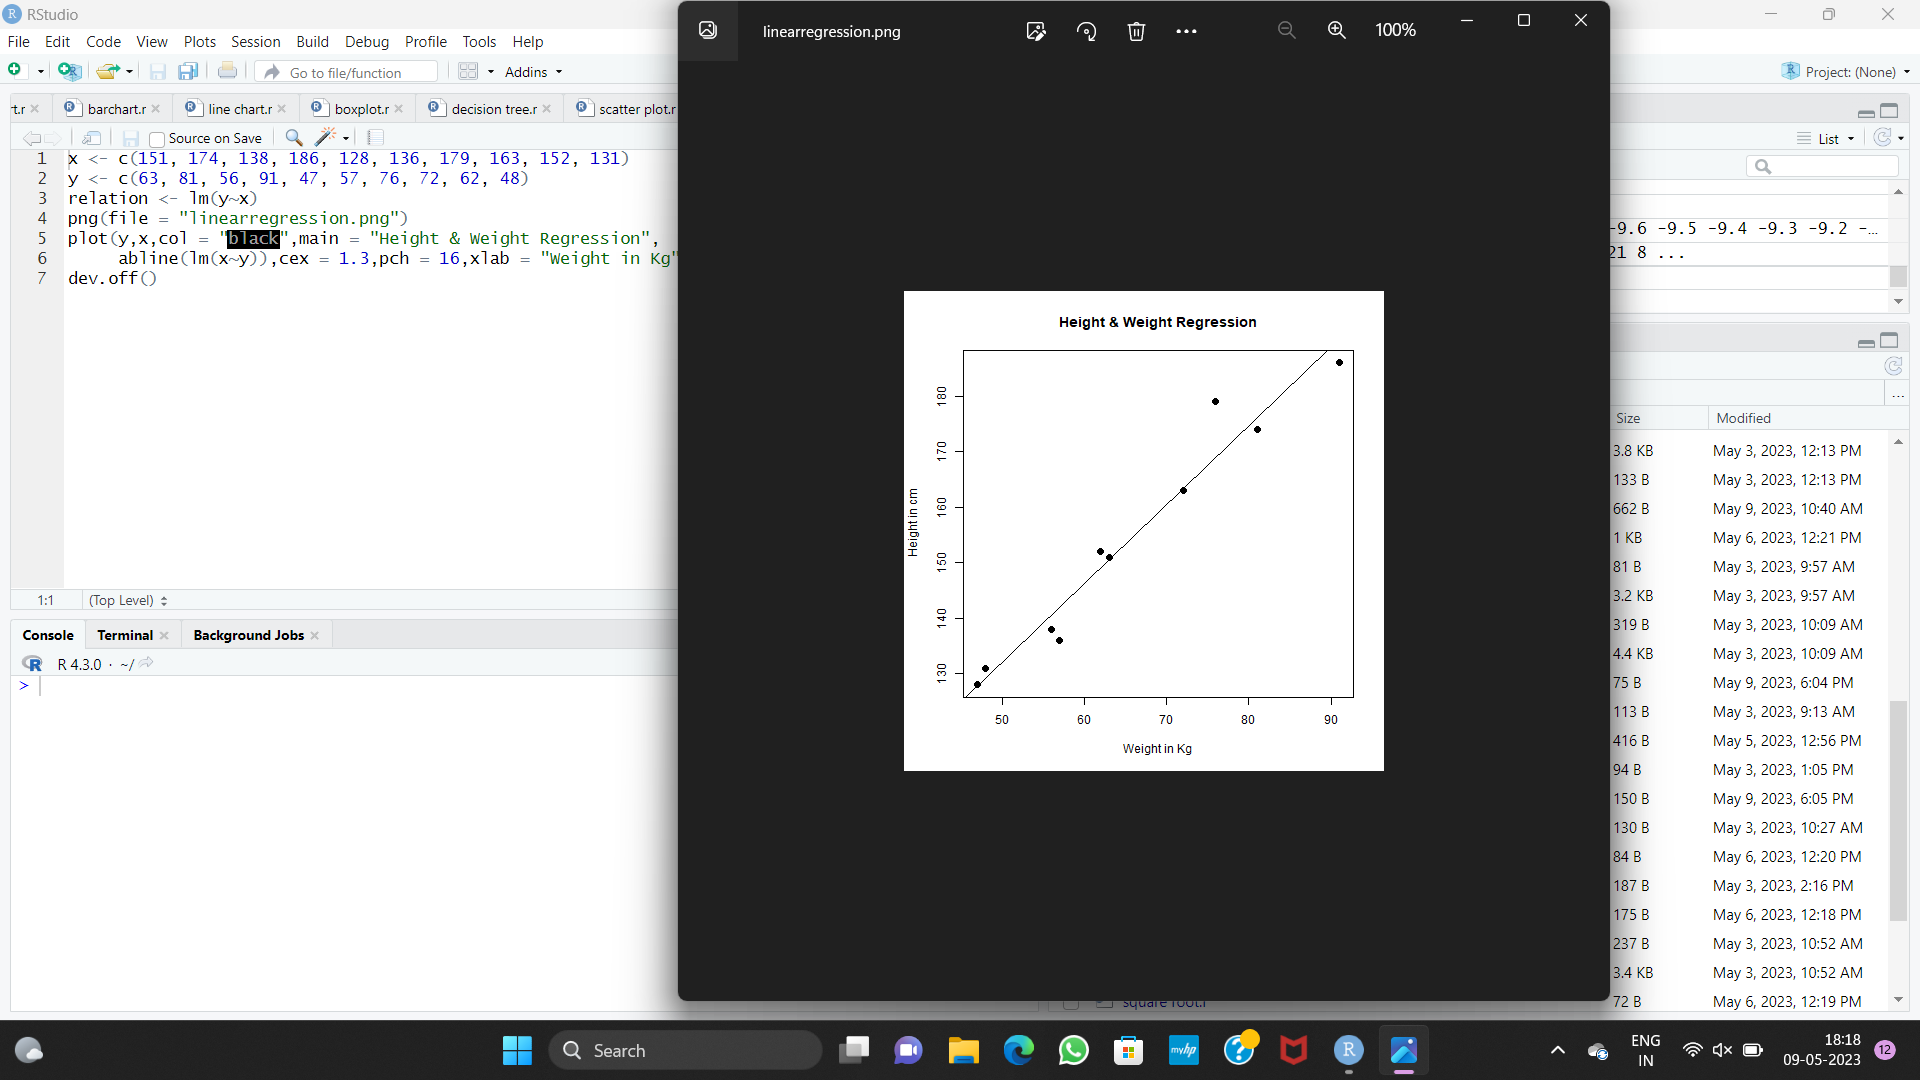 RStudio
File Edit Code View Plots Session Build Debug Profile Tools Help
Go to file/function Addins
Project: (None)
t.r barchart.r line chart.r boxplot.r decision tree.r scatter plot.r
Source on Save
1 x <- c(151, 174, 138, 186, 128, 136, 179, 163, 152, 131)
2 y <- c(63, 81, 56, 91, 47, 57, 76, 72, 62, 48)
3 relation <- lm(y~x)
4 png(file = "linearregression.png")
5 plot(y,x,col = "black",main = "Height & Weight Regression",
6 abline(lm(x~y)),cex = 1.3,pch = 16,xlab = "Weight in Kg"
7 dev.off()
1:1 (Top Level)
Console Terminal Background Jobs
R 4.3.0 · ~/
>
linearregression.png
100%
Height & Weight Regression
Height in cm
180
170
160
150
140
130
50 60 70 80 90
Weight in Kg
List
-9.6 -9.5 -9.4 -9.3 -9.2 -...
21 8 ...
...
Size Modified
3.8 KB May 3, 2023, 12:13 PM
133 B May 3, 2023, 12:13 PM
662 B May 9, 2023, 10:40 AM
1 KB May 6, 2023, 12:21 PM
81 B May 3, 2023, 9:57 AM
3.2 KB May 3, 2023, 9:57 AM
319 B May 3, 2023, 10:09 AM
4.4 KB May 3, 2023, 10:09 AM
75 B May 9, 2023, 6:04 PM
113 B May 3, 2023, 9:13 AM
416 B May 5, 2023, 12:56 PM
94 B May 3, 2023, 1:05 PM
150 B May 9, 2023, 6:05 PM
130 B May 3, 2023, 10:27 AM
84 B May 6, 2023, 12:20 PM
187 B May 3, 2023, 2:16 PM
175 B May 6, 2023, 12:18 PM
237 B May 3, 2023, 10:52 AM
3.4 KB May 3, 2023, 10:52 AM
square root.r 72 B May 6, 2023, 12:19 PM
Search
myhp
ENG
IN
18:18
09-05-2023
12